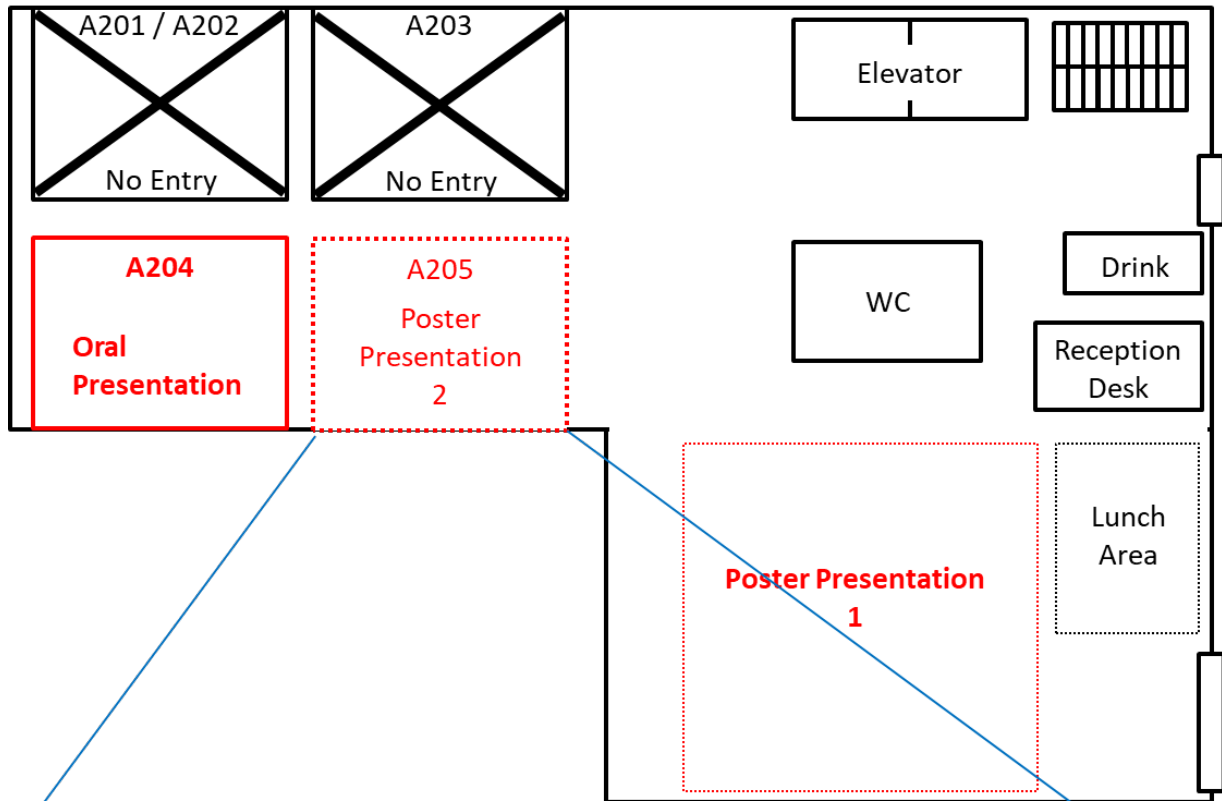 A201 / A202
No Entry
A203
No Entry
Elevator
A204
Oral
Presentation
A205
Poster
Presentation
2
WC
Drink
Reception
Desk
Poster Presentation
1
Lunch
Area